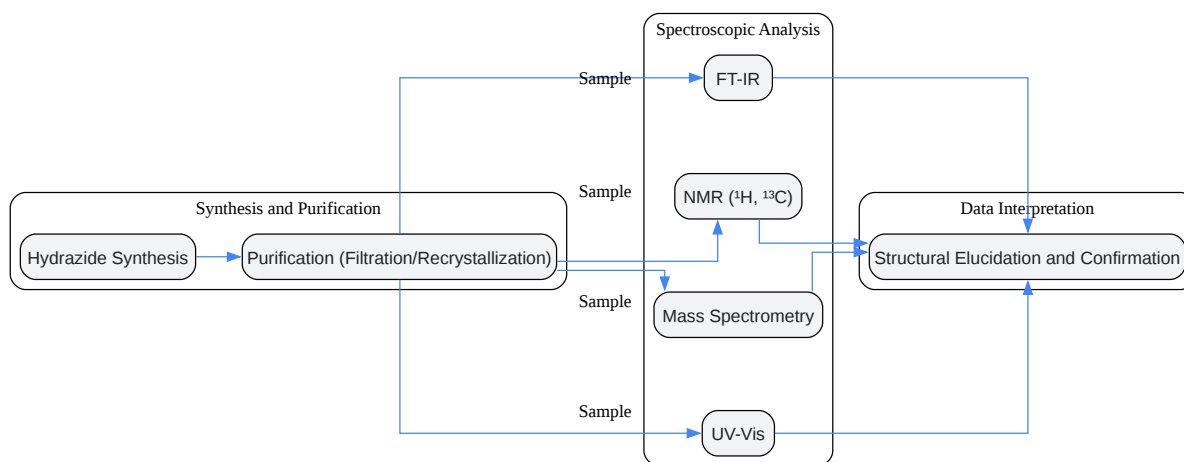 Spectroscopic Analysis
Sample
FT-IR
Sample
NMR (¹H, ¹³C)
Synthesis and Purification
Data Interpretation
Hydrazide Synthesis
Purification (Filtration/Recrystallization)
Structural Elucidation and Confirmation
Sample
Mass Spectrometry
Sample
UV-Vis